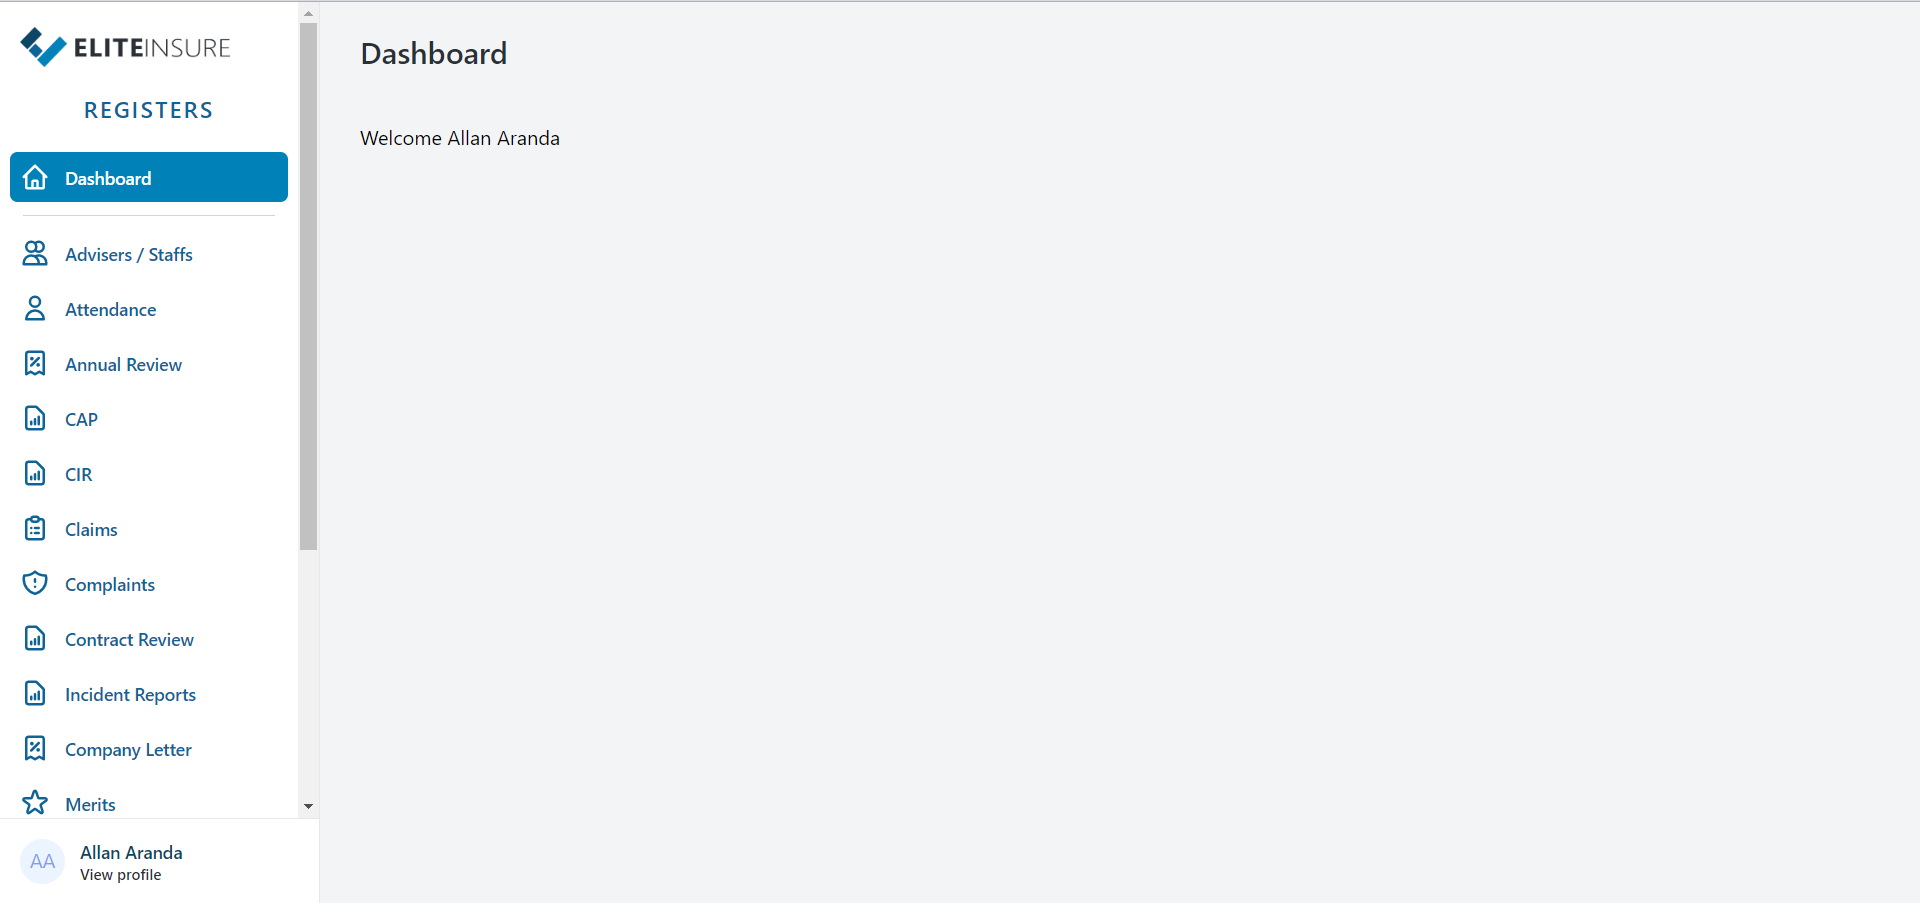 ELITEINSURE
REGISTERS
Dashboard
Advisers / Staffs
Attendance
Annual Review
CAP
CIR
Claims
Complaints
Contract Review
Incident Reports
Company Letter
Merits
AA
Allan Aranda
View profile
Dashboard
Welcome Allan Aranda